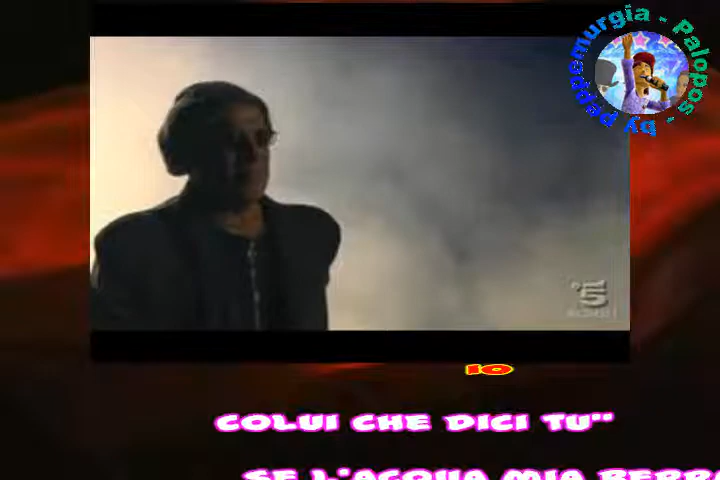 by peppemurgia - Palopos -
5
IO
COLUI CHE DICI TU"
SE L'ACQUA MIA